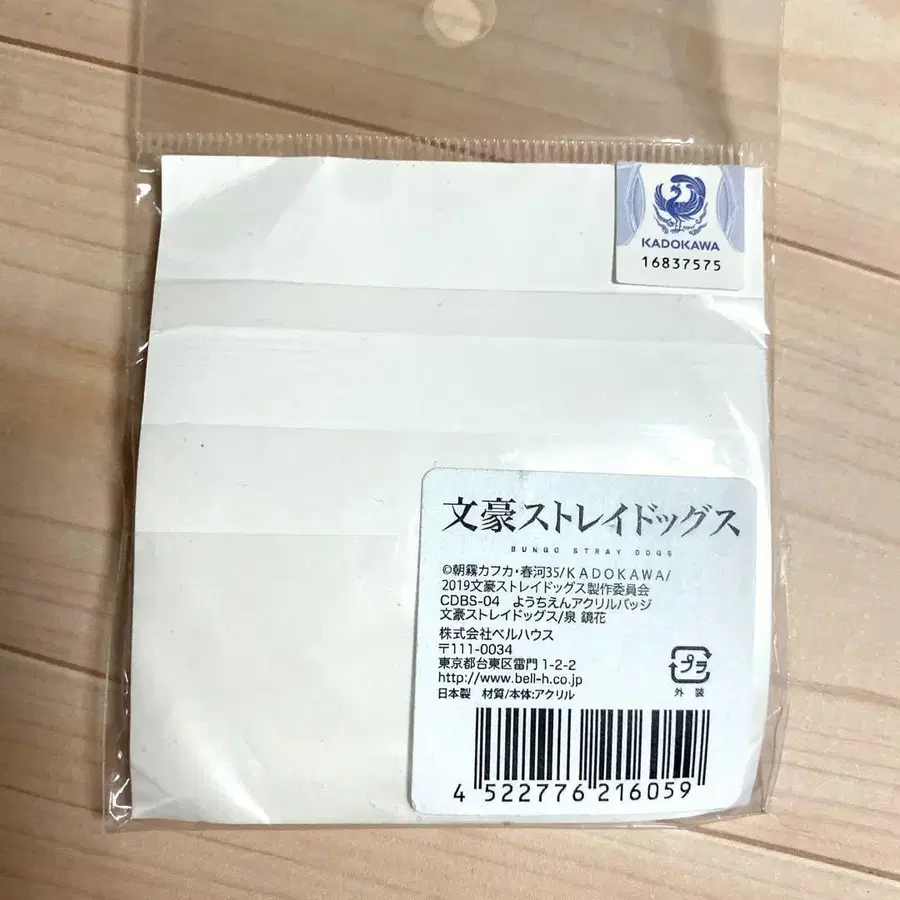 KADOKAWA
16837575
文豪ストレイドッグス
BUNGO STRAY DOGS
©朝霧カフカ・春河35/KADOKAWA/
2019文豪ストレイドッグス製作委員会
CDBS-04 ようちえんアクリルバッジ
文豪ストレイドッグス/泉 鏡花
株式会社ベルハウス
〒111-0034
東京都台東区雷門 1-2-2
http://www.bell-h.co.jp
日本製 材質/本体:アクリル
プラ
外装
4 522776 216059